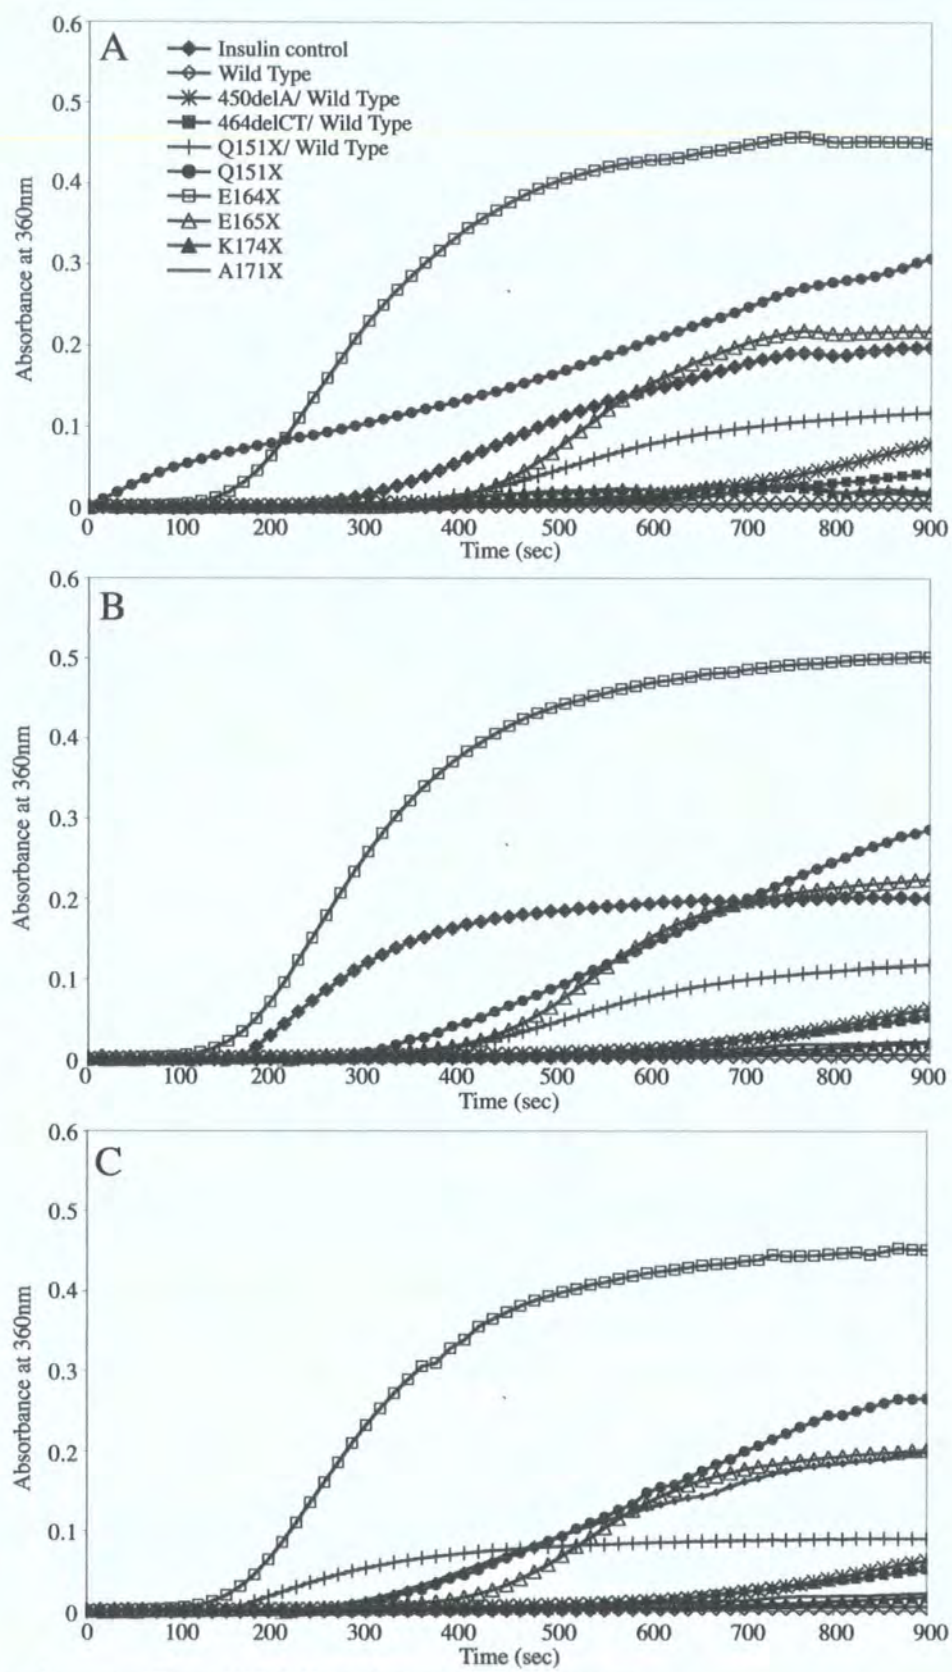 A
Insulin control
Wild Type
450delA/ Wild Type
464delCT/ Wild Type
Q151X/ Wild Type
Q151X
E164X
E165X
K174X
A171X
Absorbance at 360nm
0.6
0.5
0.4
0.3
0.2
0.1
0
0 100 200 300 400 500 600 700 800 900
Time (sec)
B
Absorbance at 360nm
0.6
0.5
0.4
0.3
0.2
0.1
0
0 100 200 300 400 500 600 700 800 900
Time (sec)
C
Absorbance at 360nm
0.6
0.5
0.4
0.3
0.2
0.1
0
0 100 200 300 400 500 600 700 800 900
Time (sec)